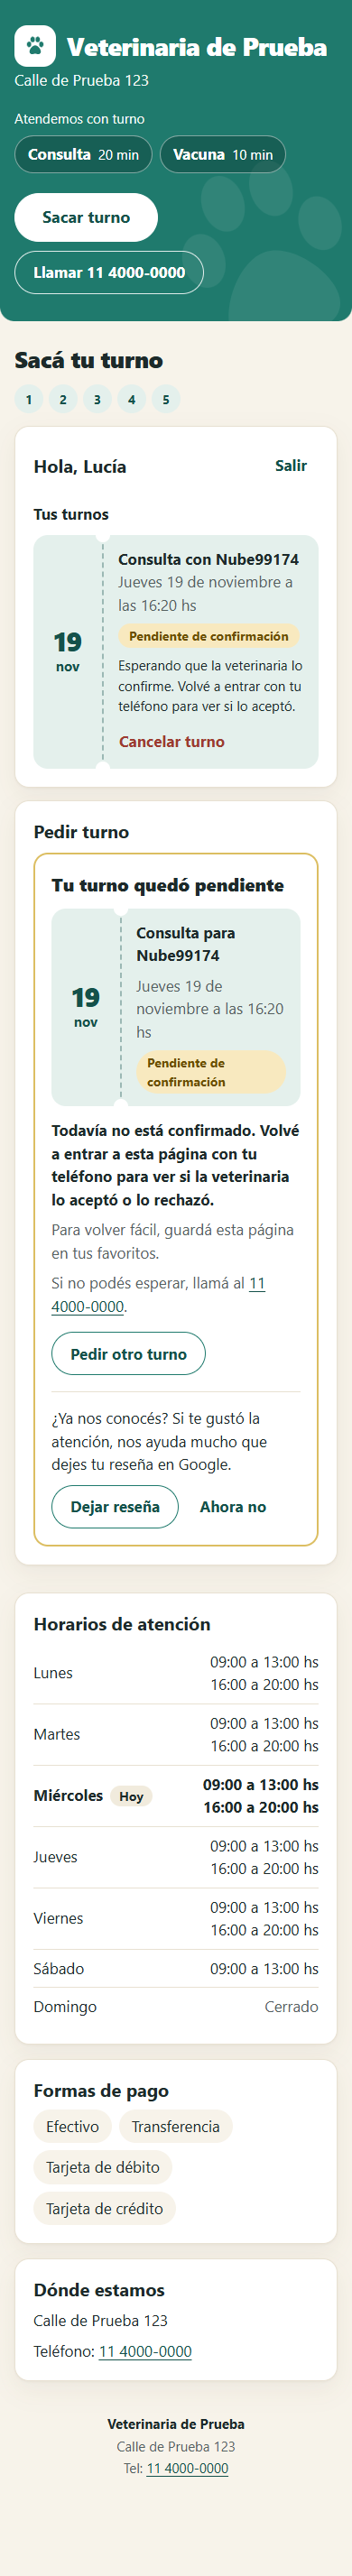 Veterinaria de Prueba
Calle de Prueba 123
Atendemos con turno
Consulta 20 min
Vacuna 10 min
Sacar turno
Llamar 11 4000-0000
Sacá tu turno
1 2 3 4 5
Hola, Lucía
Salir
Tus turnos
19
nov
Consulta con Nube99174
Jueves 19 de noviembre a
las 16:20 hs
Pendiente de confirmación
Esperando que la veterinaria lo
confirme. Volvé a entrar con tu
teléfono para ver si lo aceptó.
Cancelar turno
Pedir turno
Tu turno quedó pendiente
19
nov
Consulta para
Nube99174
Jueves 19 de
noviembre a las 16:20
hs
Pendiente de
confirmación
Todavía no está confirmado. Volvé
a entrar a esta página con tu
teléfono para ver si la veterinaria
lo aceptó o lo rechazó.
Para volver fácil, guardá esta página
en tus favoritos.
Si no podés esperar, llamá al 11
4000-0000.
Pedir otro turno
¿Ya nos conocés? Si te gustó la
atención, nos ayuda mucho que
dejes tu reseña en Google.
Dejar reseña
Ahora no
Horarios de atención
Lunes
09:00 a 13:00 hs
16:00 a 20:00 hs
Martes
09:00 a 13:00 hs
16:00 a 20:00 hs
Miércoles Hoy
09:00 a 13:00 hs
16:00 a 20:00 hs
Jueves
09:00 a 13:00 hs
16:00 a 20:00 hs
Viernes
09:00 a 13:00 hs
16:00 a 20:00 hs
Sábado
09:00 a 13:00 hs
Domingo
Cerrado
Formas de pago
Efectivo
Transferencia
Tarjeta de débito
Tarjeta de crédito
Dónde estamos
Calle de Prueba 123
Teléfono: 11 4000-0000
Veterinaria de Prueba
Calle de Prueba 123
Tel: 11 4000-0000